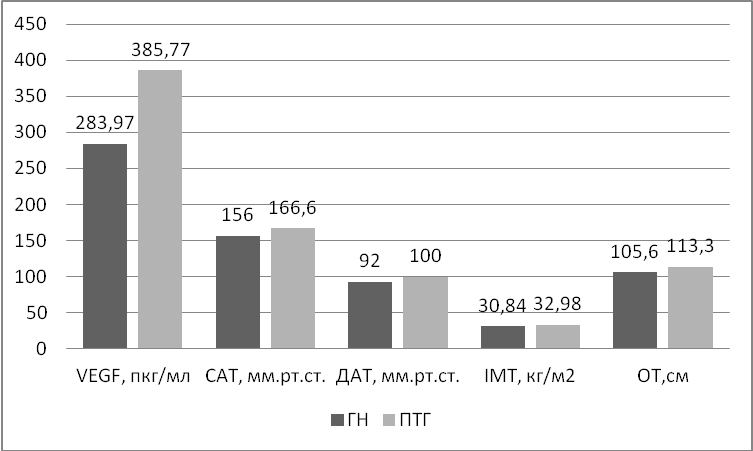 450
400
350
300
250
200
150
100
50
0
283,97
385,77
156
166,6
92
100
30,84
32,98
105,6
113,3
VEGF, пкг/мл
САТ, мм.рт.ст.
ДАТ, мм.рт.ст.
ІМТ, кг/м2
ОТ,см
ГН
ПТГ